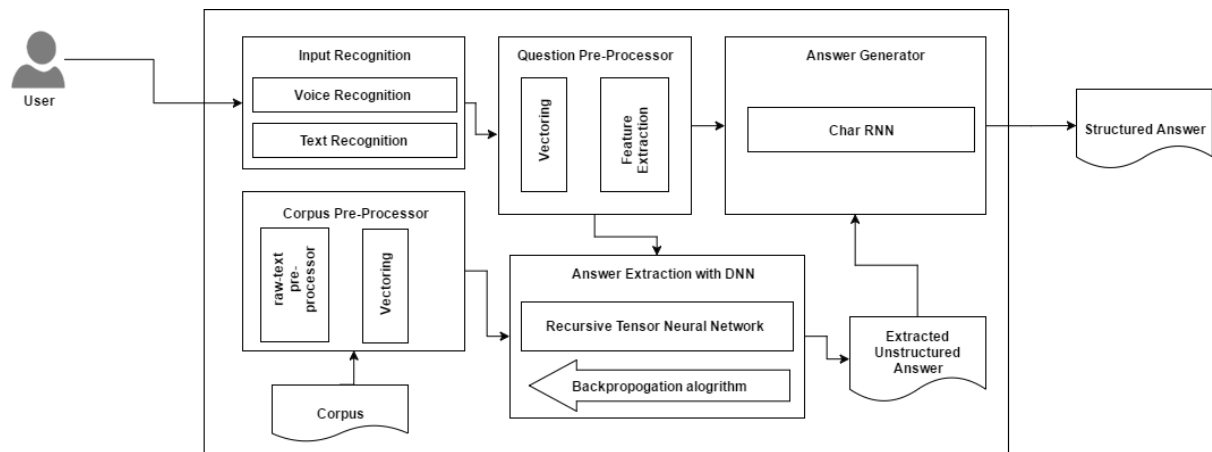 User
Input Recognition
Voice Recognition
Text Recognition
Question Pre-Processor
Vectoring
Feature
Extraction
Answer Generator
Char RNN
Structured Answer
Corpus Pre-Processor
raw-text
pre-
processor
Vectoring
Corpus
Answer Extraction with DNN
Recursive Tensor Neural Network
Backpropogation alogrithm
Extracted
Unstructured
Answer